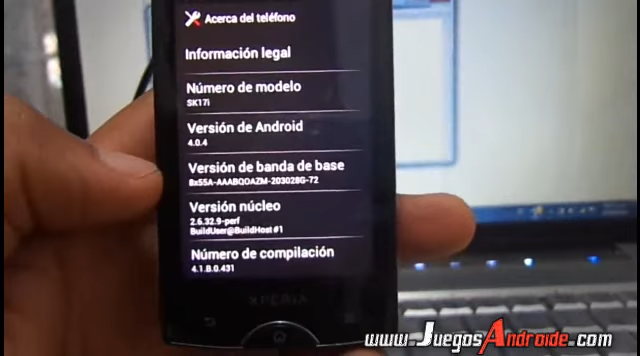 Acerca del teléfono
Información legal
Número de modelo
SK17i
Versión de Android
4.0.4
Versión de banda de base
8x55A-AAABQOAZM-203028G-72
Versión núcleo
2.6.32.9-perf
BuildUser@BuildHost #1
Número de compilación
4.1.B.0.431
XPERIA
www.JuegosAndroide.com